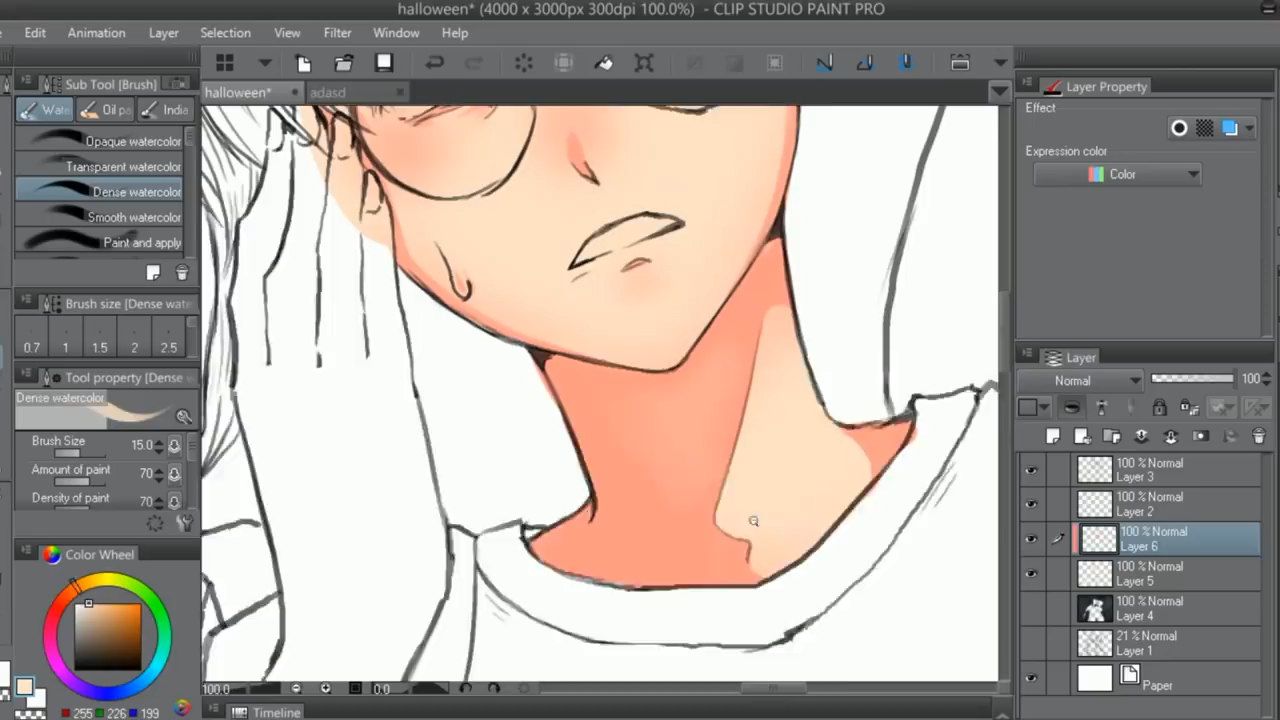 halloween* (4000 x 3000px 300dpi 100.0%) - CLIP STUDIO PAINT PRO
Edit Animation Layer Selection View Filter Window Help
Sub Tool [Brush]
halloween* adasd
Wate Oil pa India
Opaque watercolor
Transparent watercolor
Dense watercolor
Smooth watercolor
Paint and apply
Brush size [Dense wate
0.7 1 1.5 2 2.5
Tool property [Dense w
Dense watercolor
Brush Size 15.0
Amount of paint 70
Density of paint 70
Color Wheel
255 226 199
100.0 0.0
Timeline
Layer Property
Effect
Expression color
Color
Layer
Normal 100
100 % Normal
Layer 3
100 % Normal
Layer 2
100 % Normal
Layer 6
100 % Normal
Layer 5
100 % Normal
Layer 4
21 % Normal
Layer 1
Paper